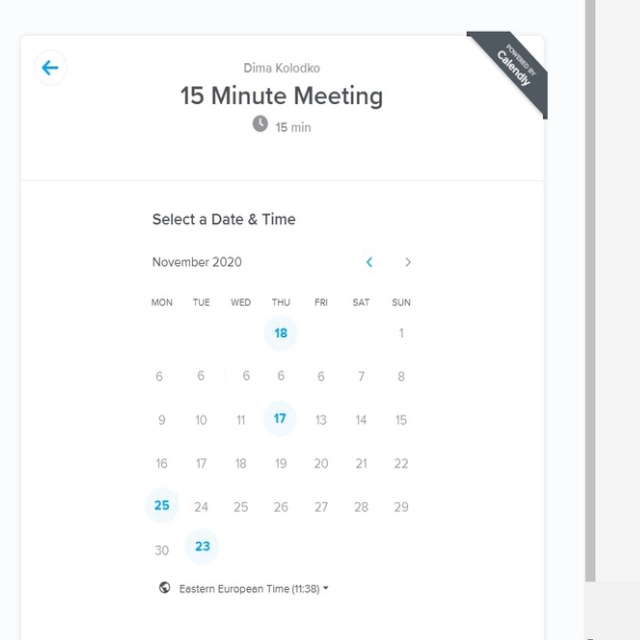 POWERED BY
Calendly
Dima Kolodko
15 Minute Meeting
15 min
Select a Date & Time
November 2020
MON TUE WED THU FRI SAT SUN
18 1
6 6 6 6 6 7 8
9 10 11 17 13 14 15
16 17 18 19 20 21 22
25 24 25 26 27 28 29
30 23
Eastern European Time (11:38)